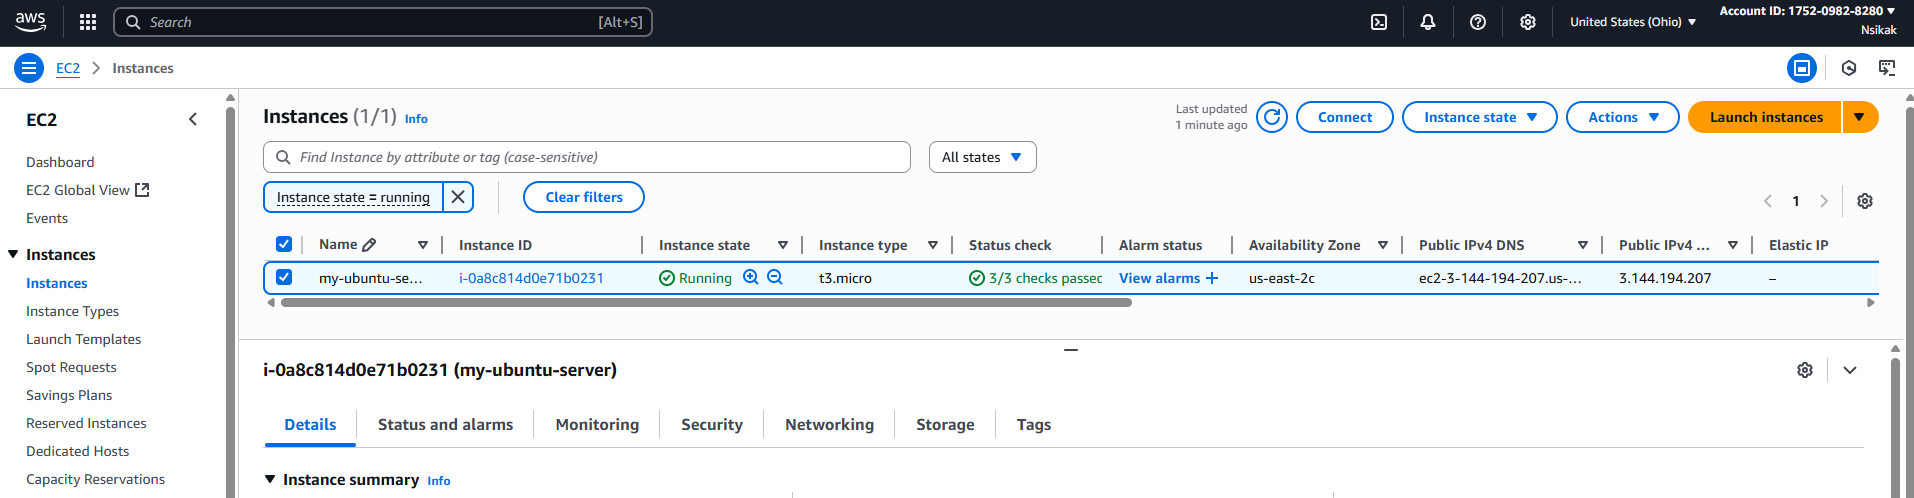 aws
Search [Alt+S]
United States (Ohio)
Account ID: 1752-0982-8280
Nsikak
EC2 > Instances
EC2
Dashboard
EC2 Global View
Events
Instances
Instances
Instance Types
Launch Templates
Spot Requests
Savings Plans
Reserved Instances
Dedicated Hosts
Capacity Reservations
Instances (1/1) Info
Last updated
1 minute ago
Connect
Instance state
Actions
Launch instances
Find Instance by attribute or tag (case-sensitive)
All states
Instance state = running
Clear filters
1
Name Instance ID Instance state Instance type Status check Alarm status Availability Zone Public IPv4 DNS Public IPv4 ... Elastic IP
my-ubuntu-se... i-0a8c814d0e71b0231 Running t3.micro 3/3 checks passed View alarms + us-east-2c ec2-3-144-194-207.us-... 3.144.194.207 –
i-0a8c814d0e71b0231 (my-ubuntu-server)
Details Status and alarms Monitoring Security Networking Storage Tags
Instance summary Info